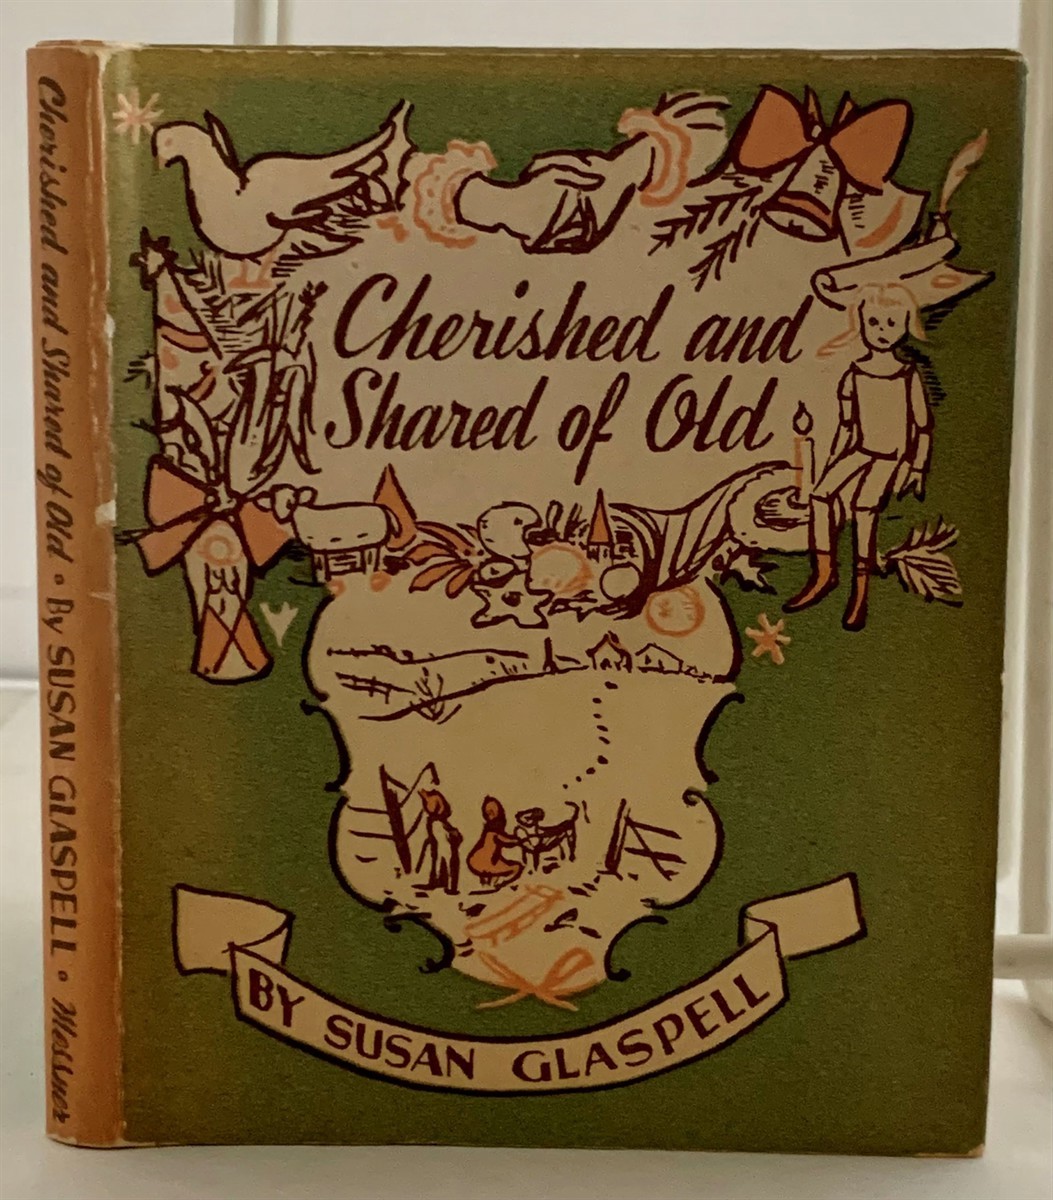 Cherished and
Shared of Old
BY SUSAN GLASPELL
Cherished and Shared of Old • By SUSAN GLASPELL • Messner